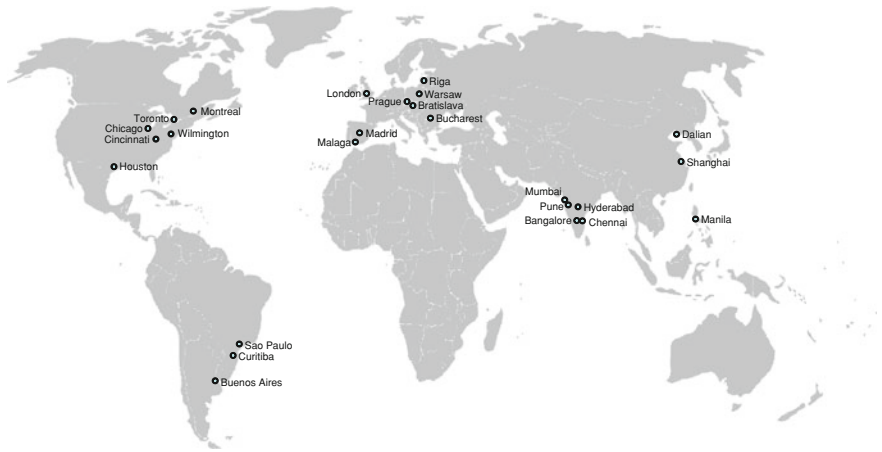 Riga
London
Warsaw
Prague
Bratislava
Montreal
Toronto
Bucharest
Chicago
Wilmington
Madrid
Dalian
Cincinnati
Malaga
Shanghai
Houston
Mumbai
Pune
Hyderabad
Manila
Bangalore
Chennai
Sao Paulo
Curitiba
Buenos Aires